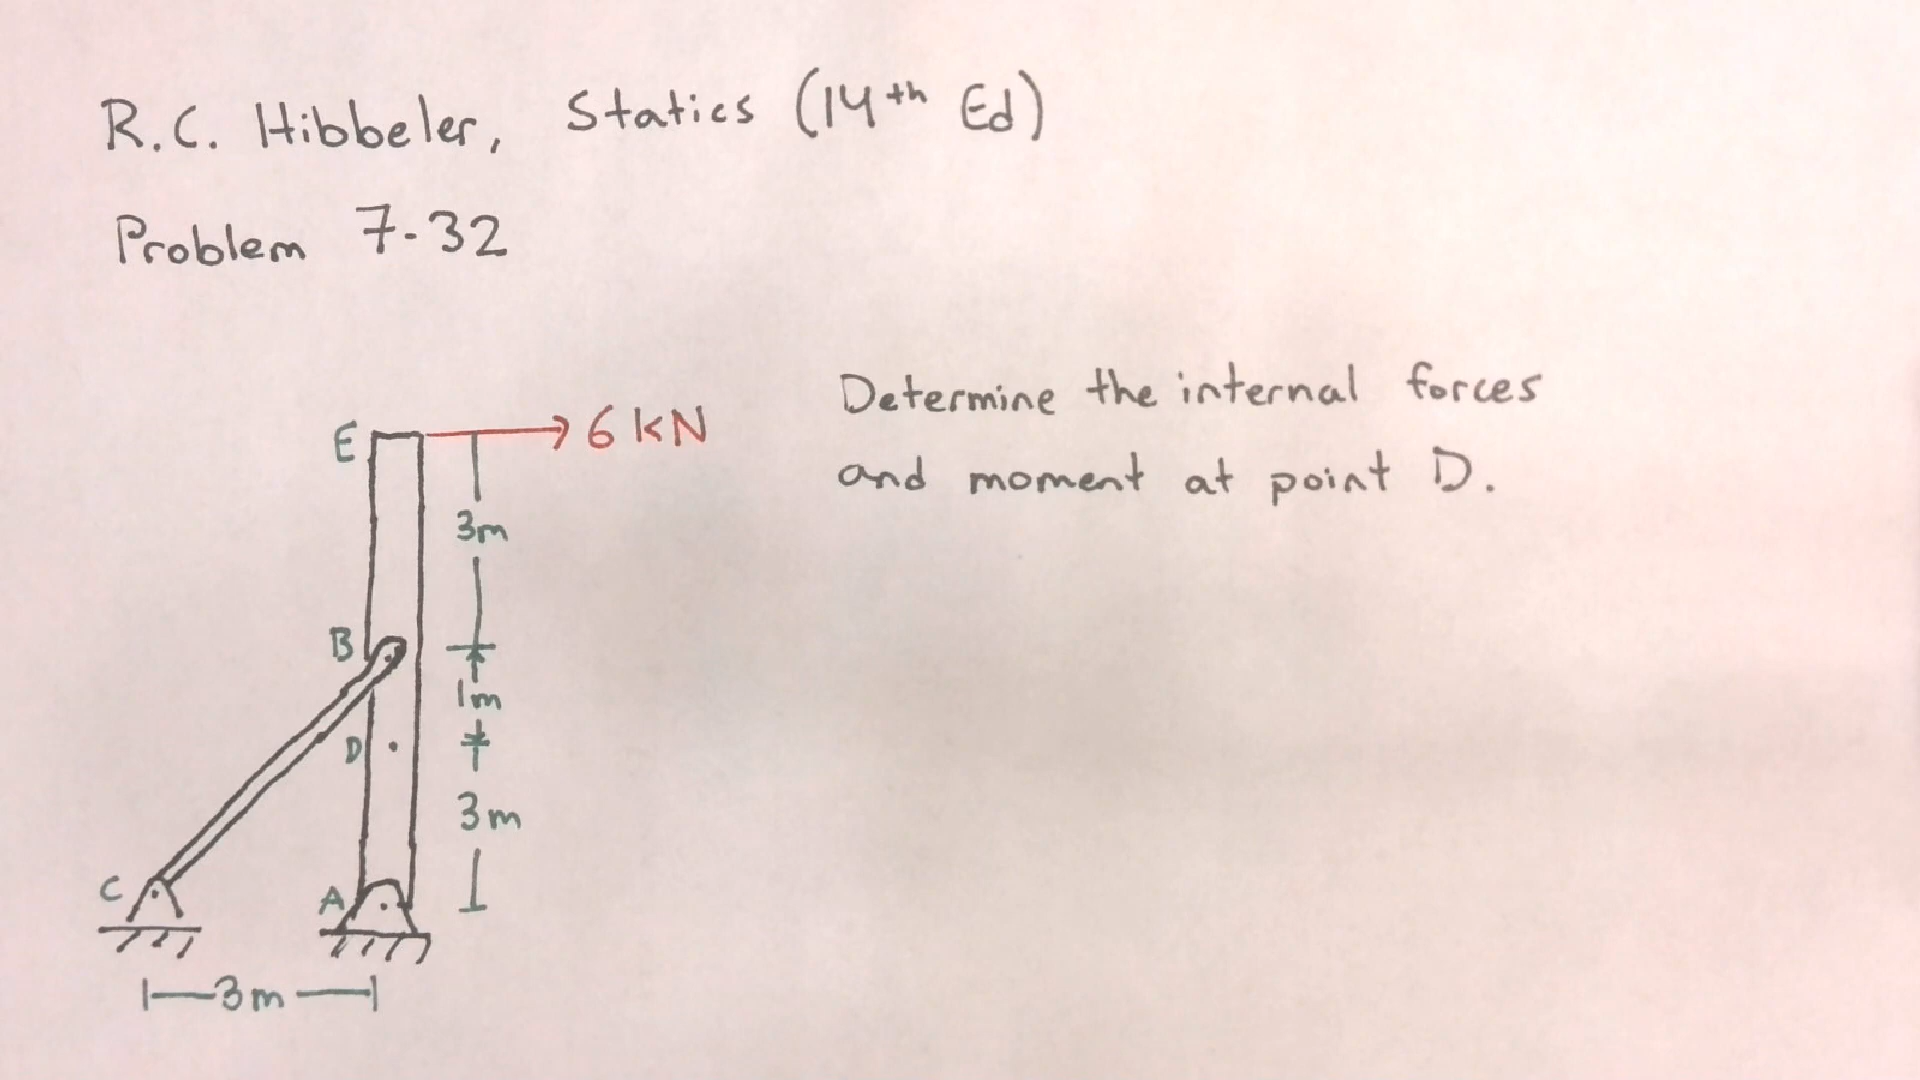 R.C. Hibbeler, Statics (14th Ed)
Problem 7-32
Determine the internal forces
and moment at point D.
E
6 kN
3m
B
1m
D
3m
C
A
3m